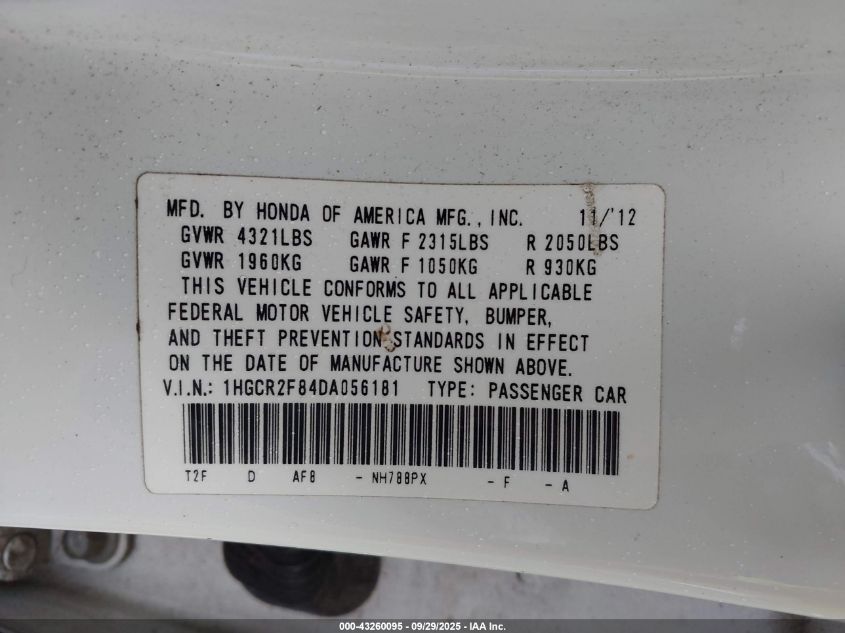 MFD. BY HONDA OF AMERICA MFG., INC. 11/'12
GVWR 4321LBS GAWR F 2315LBS R 2050LBS
GVWR 1960KG GAWR F 1050KG R 930KG
THIS VEHICLE CONFORMS TO ALL APPLICABLE
FEDERAL MOTOR VEHICLE SAFETY, BUMPER,
AND THEFT PREVENTION STANDARDS IN EFFECT
ON THE DATE OF MANUFACTURE SHOWN ABOVE.
V.I.N.: 1HGCR2F84DA056181 TYPE: PASSENGER CAR
T2F D AF8 - NH788PX - F - A
000-43260095 - 09/29/2025 - IAA Inc.